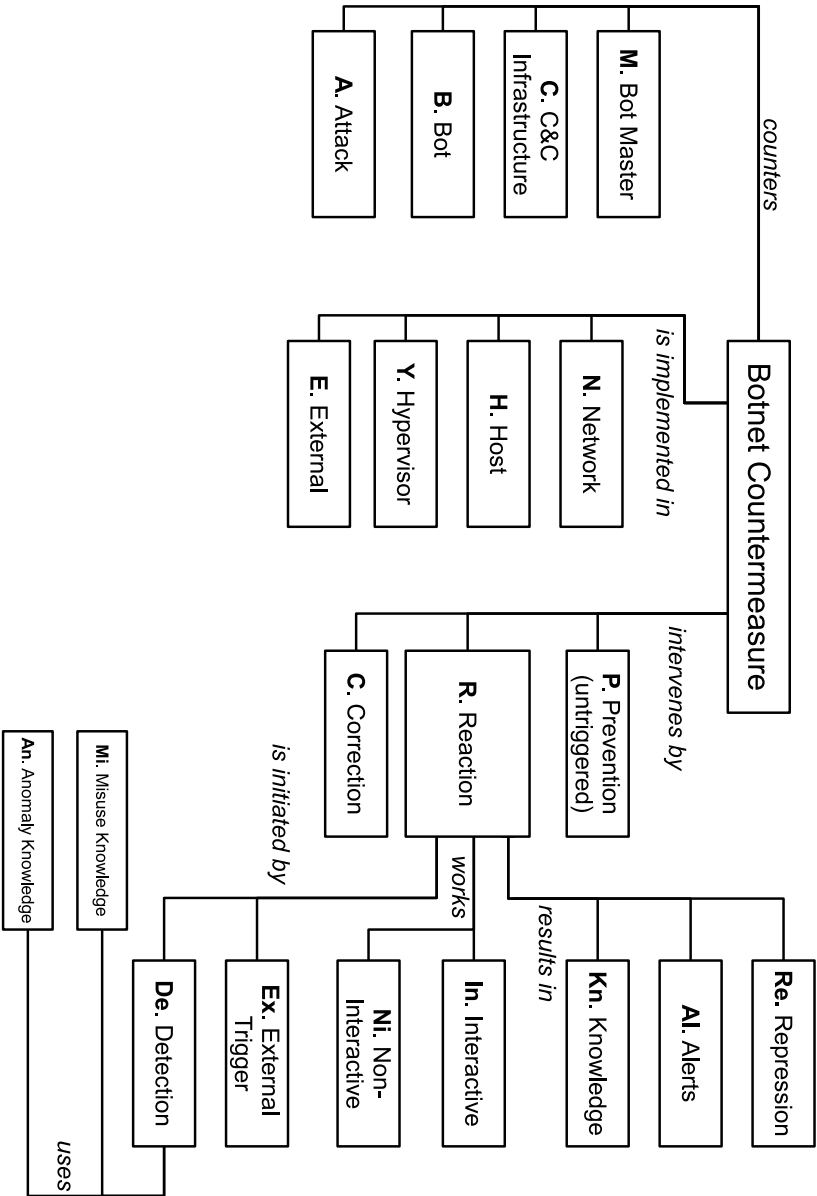 Botnet Countermeasure
counters
M. Bot Master
C. C&C
Infrastructure
B. Bot
A. Attack
is implemented in
N. Network
H. Host
Y. Hypervisor
E. External
intervenes by
P. Prevention
(untriggered)
R. Reaction
C. Correction
results in
Re. Repression
Al. Alerts
Kn. Knowledge
works
In. Interactive
Ni. Non-
Interactive
is initiated by
Ex. External
Trigger
De. Detection
uses
Mi. Misuse Knowledge
An. Anomaly Knowledge